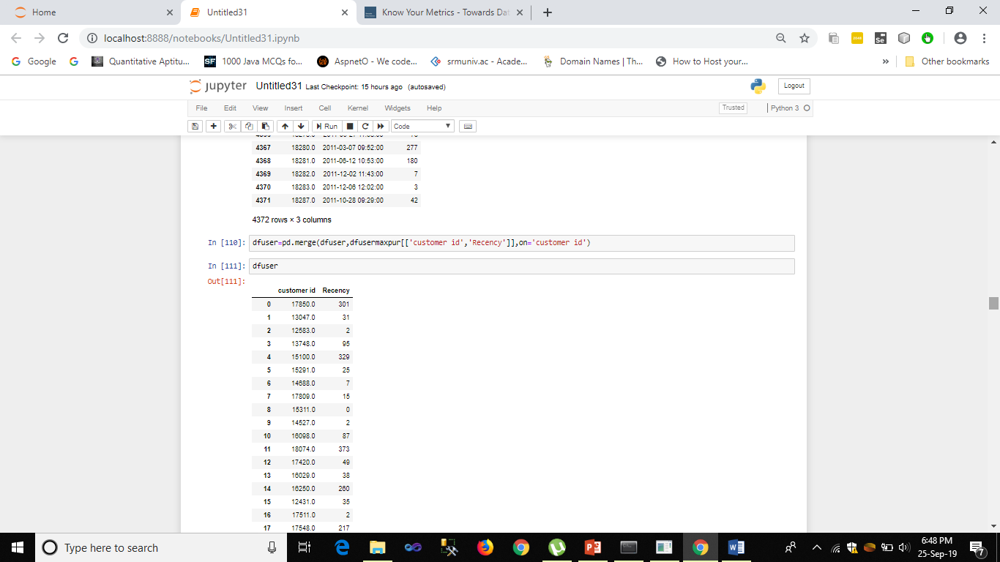 Home
Untitled31
Know Your Metrics - Towards Dat
localhost:8888/notebooks/Untitled31.ipynb
Google
Quantitative Aptitu...
SF 1000 Java MCQs fo...
AspnetO - We code...
srmuniv.ac - Acade...
Domain Names | Th...
How to Host your...
»
Other bookmarks
jupyter Untitled31 Last Checkpoint: 15 hours ago (autosaved)
Logout
File Edit View Insert Cell Kernel Widgets Help
Trusted
Python 3
Run
Code
4367 18280.0 2011-03-07 09:52:00 277
4368 18281.0 2011-06-12 10:53:00 180
4369 18282.0 2011-12-02 11:43:00 7
4370 18283.0 2011-12-06 12:02:00 3
4371 18287.0 2011-10-28 09:29:00 42
4372 rows × 3 columns
In [110]: dfuser=pd.merge(dfuser,dfusermaxpur[['customer id','Recency']],on='customer id')
In [111]: dfuser
Out[111]:
customer id Recency
0 17850.0 301
1 13047.0 31
2 12583.0 2
3 13748.0 95
4 15100.0 329
5 15291.0 25
6 14688.0 7
7 17809.0 15
8 15311.0 0
9 14527.0 2
10 16098.0 87
11 18074.0 373
12 17420.0 49
13 16029.0 38
14 16250.0 260
15 12431.0 35
16 17511.0 2
17 17548.0 217
Type here to search
6:48 PM
25-Sep-19
7